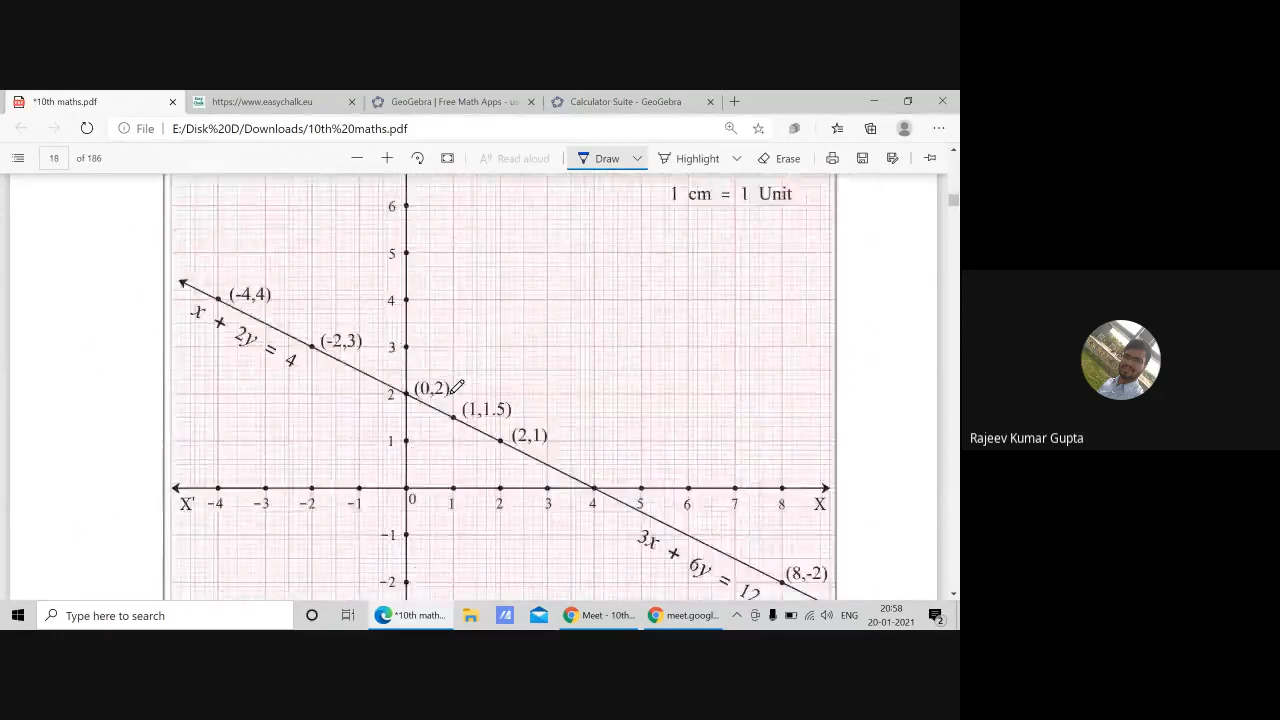 *10th maths.pdf
https://www.easychalk.eu
GeoGebra | Free Math Apps - us
Calculator Suite - GeoGebra
File E:/Disk%20D/Downloads/10th%20maths.pdf
18 of 186
Read aloud
Draw
Highlight
Erase
1 cm = 1 Unit
6
5
4
3
2
1
-1
-2
(-4,4)
x + 2y = 4
(-2,3)
(0,2)
(1,1.5)
(2,1)
X' -4 -3 -2 -1 0 1 2 3 4 5 6 7 8 X
3x + 6y = 12
(8,-2)
Rajeev Kumar Gupta
Type here to search
*10th math...
Meet - 10th...
meet.googl...
ENG
20:58
20-01-2021
2